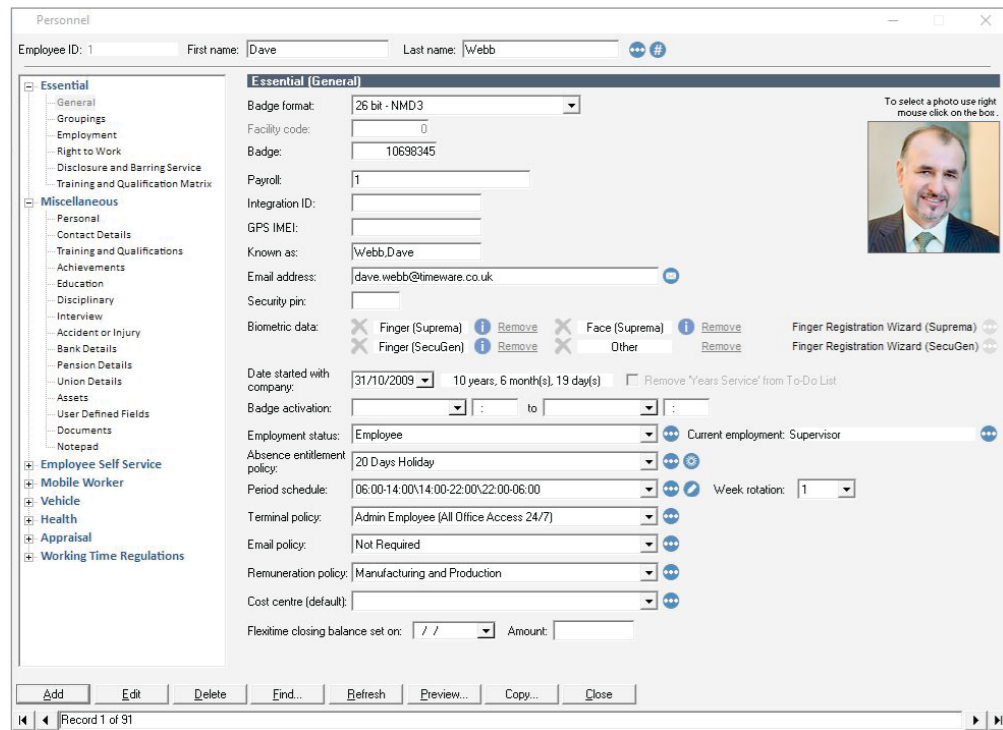 Personnel
Employee ID: 1 First name: Dave Last name: Webb #
Essential
General
Groupings
Employment
Right to Work
Disclosure and Barring Service
Training and Qualification Matrix
Miscellaneous
Personal
Contact Details
Training and Qualifications
Achievements
Education
Disciplinary
Interview
Accident or Injury
Bank Details
Pension Details
Union Details
Assets
User Defined Fields
Documents
Notepad
Employee Self Service
Mobile Worker
Vehicle
Health
Appraisal
Working Time Regulations
Essential (General)
Badge format: 26 bit - NMD3
To select a photo use right
mouse click on the box.
Facility code: 0
Badge: 10698345
Payroll: 1
Integration ID:
GPS IMEI:
Known as: Webb,Dave
Email address: dave.webb@timeware.co.uk
Security pin:
Biometric data: Finger (Suprema) i Remove Face (Suprema) i Remove Finger Registration Wizard (Suprema)
Finger (SecuGen) i Remove Other Remove Finger Registration Wizard (SecuGen)
Date started with
company: 31/10/2009 10 years, 6 month(s), 19 day(s) Remove 'Years Service' from To-Do List
Badge activation: : to :
Employment status: Employee Current employment: Supervisor
Absence entitlement
policy: 20 Days Holiday
Period schedule: 06:00-14:00\14:00-22:00\22:00-06:00 Week rotation: 1
Terminal policy: Admin Employee (All Office Access 24/7)
Email policy: Not Required
Remuneration policy: Manufacturing and Production
Cost centre (default):
Flexitime closing balance set on: / / Amount:
Add Edit Delete Find... Refresh Preview... Copy... Close
Record 1 of 91